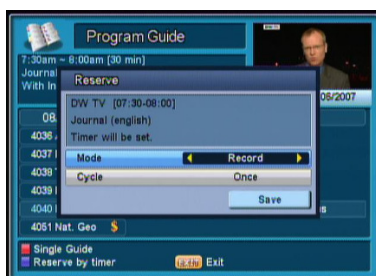 Program Guide
7:30am ~ 8:00am [30 min]
Journal
With In
Reserve
05/2007
DW TV [07:30-08:00]
Journal (english)
Timer will be set.
08.
4036
4037
Mode Record
4038
Cycle Once
4039
Save
4040
4051 Nat. Geo $
Single
Guide
Reserve by timer
Exit